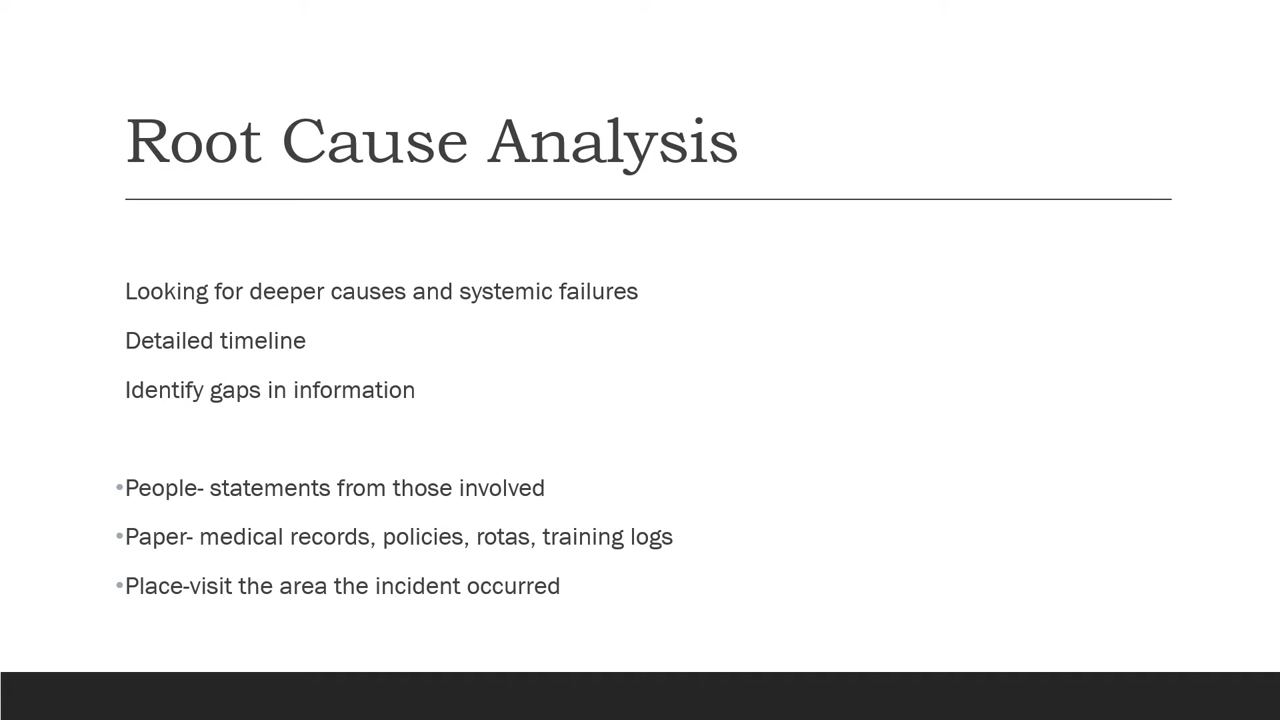 Root Cause Analysis
Looking for deeper causes and systemic failures
Detailed timeline
Identify gaps in information
•People- statements from those involved
•Paper- medical records, policies, rotas, training logs
•Place-visit the area the incident occurred